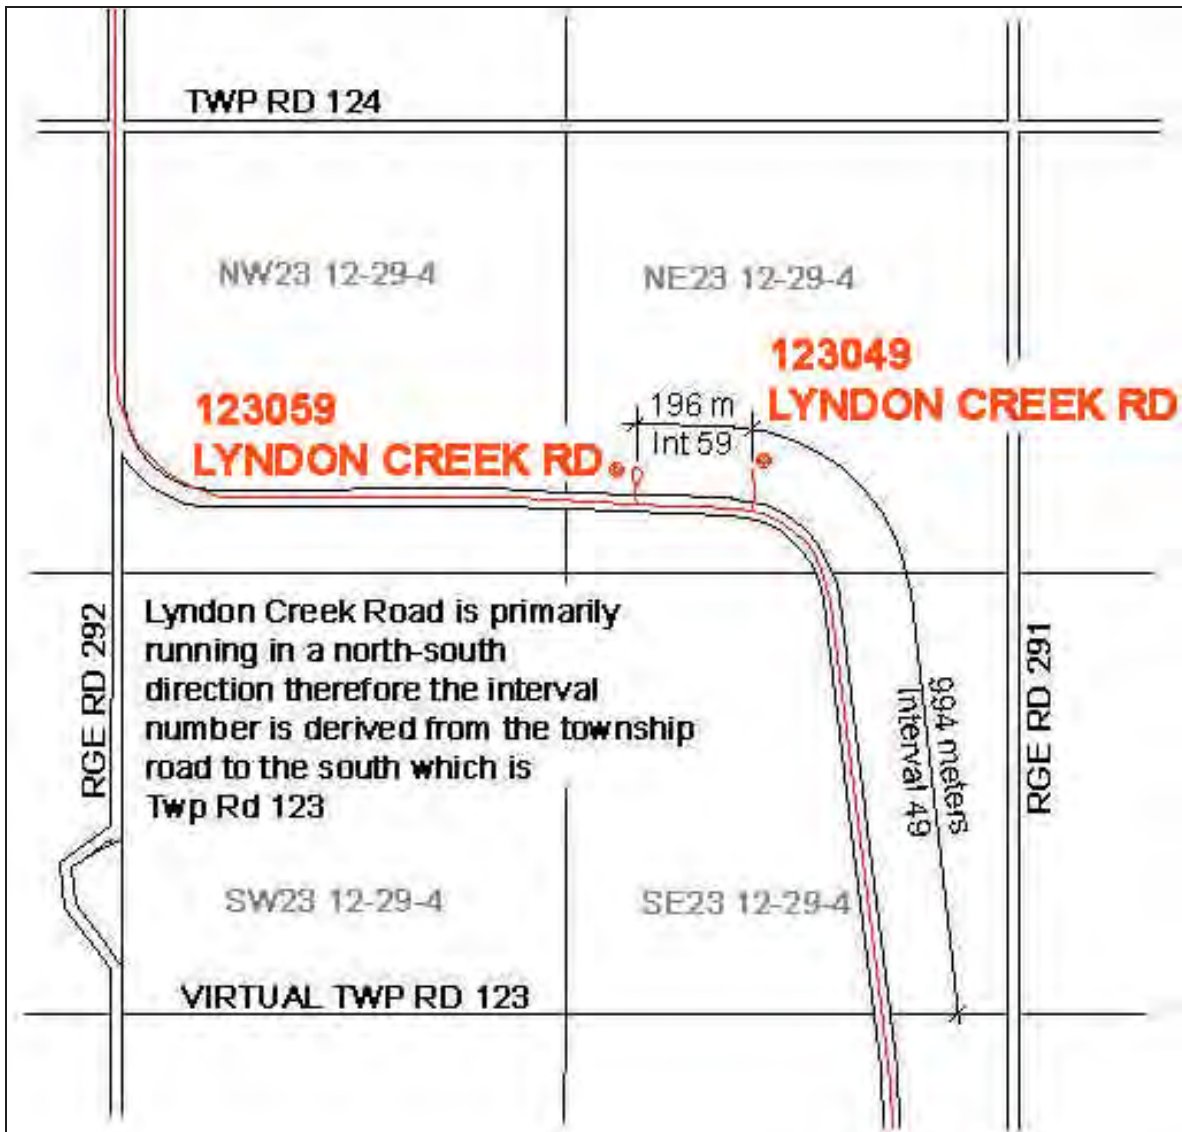 TWP RD 124
NW23 12-29-4
NE23 12-29-4
123049
LYNDON CREEK RD
123059
LYNDON CREEK RD
196 m
Int 59
Lyndon Creek Road is primarily
running in a north-south
direction therefore the interval
number is derived from the township
road to the south which is
Twp Rd 123
RGE RD 292
RGE RD 291
994 meters
Interval 49
SW23 12-29-4
SE23 12-29-4
VIRTUAL TWP RD 123